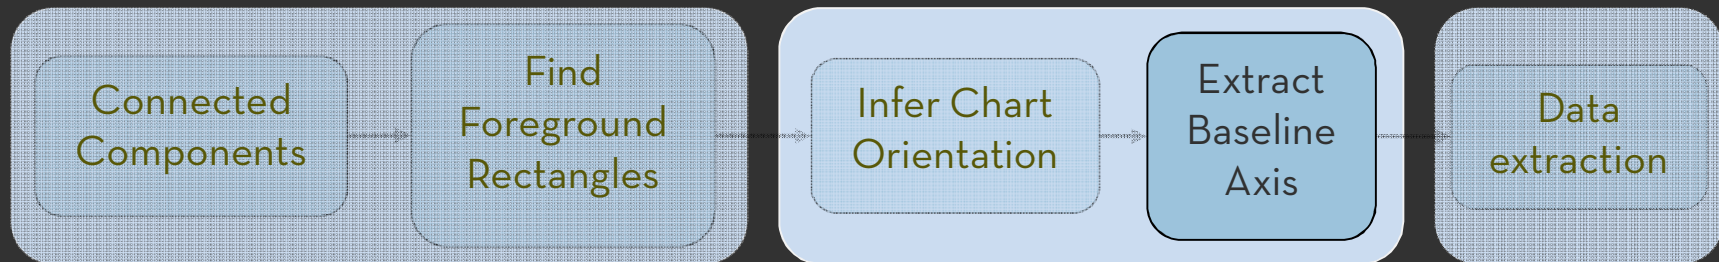 Connected
Components
Find
Foreground
Rectangles
Infer Chart
Orientation
Extract
Baseline
Axis
Data
extraction